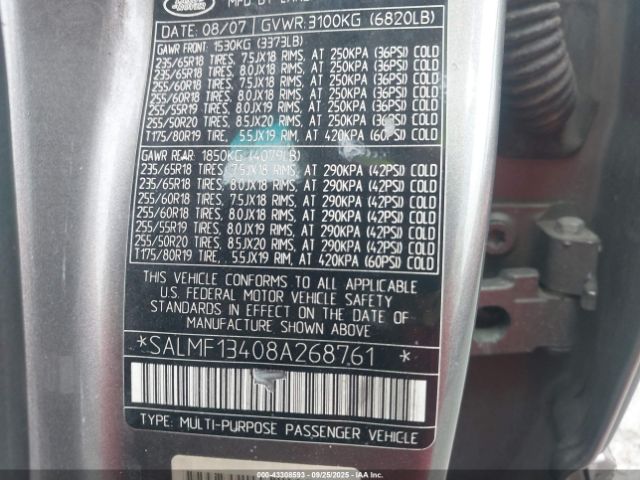 LAND ROVER
MFD BY LAND
DATE: 08/07 GVWR: 3100KG (6820LB)
GAWR FRONT: 1530KG (3373LB)
235/65R18 TIRES, 7.5JX18 RIMS, AT 250KPA (36PSI) COLD
235/65R18 TIRES, 8.0JX18 RIMS, AT 250KPA (36PSI) COLD
255/60R18 TIRES, 7.5JX18 RIMS, AT 250KPA (36PSI) COLD
255/60R18 TIRES, 8.0JX18 RIMS, AT 250KPA (36PSI) COLD
255/55R19 TIRES, 8.0JX19 RIMS, AT 250KPA (36PSI) COLD
255/50R20 TIRES, 8.5JX20 RIMS, AT 250KPA (36PSI) COLD
T175/80R19 TIRE, 5.5JX19 RIM, AT 420KPA (60PSI) COLD
GAWR REAR: 1850KG (4079LB)
235/65R18 TIRES, 7.5JX18 RIMS, AT 290KPA (42PSI) COLD
235/65R18 TIRES, 8.0JX18 RIMS, AT 290KPA (42PSI) COLD
255/60R18 TIRES, 7.5JX18 RIMS, AT 290KPA (42PSI) COLD
255/60R18 TIRES, 8.0JX18 RIMS, AT 290KPA (42PSI) COLD
255/55R19 TIRES, 8.0JX19 RIMS, AT 290KPA (42PSI) COLD
255/50R20 TIRES, 8.5JX20 RIMS, AT 290KPA (42PSI) COLD
T175/80R19 TIRE, 5.5JX19 RIM, AT 420KPA (60PSI) COLD
THIS VEHICLE CONFORMS TO ALL APPLICABLE
U.S. FEDERAL MOTOR VEHICLE SAFETY
STANDARDS IN EFFECT ON THE DATE OF
MANUFACTURE SHOWN ABOVE
*SALMF13408A268761 *
TYPE: MULTI-PURPOSE PASSENGER VEHICLE
000-43308593 - 09/25/2025 - IAAI.COM